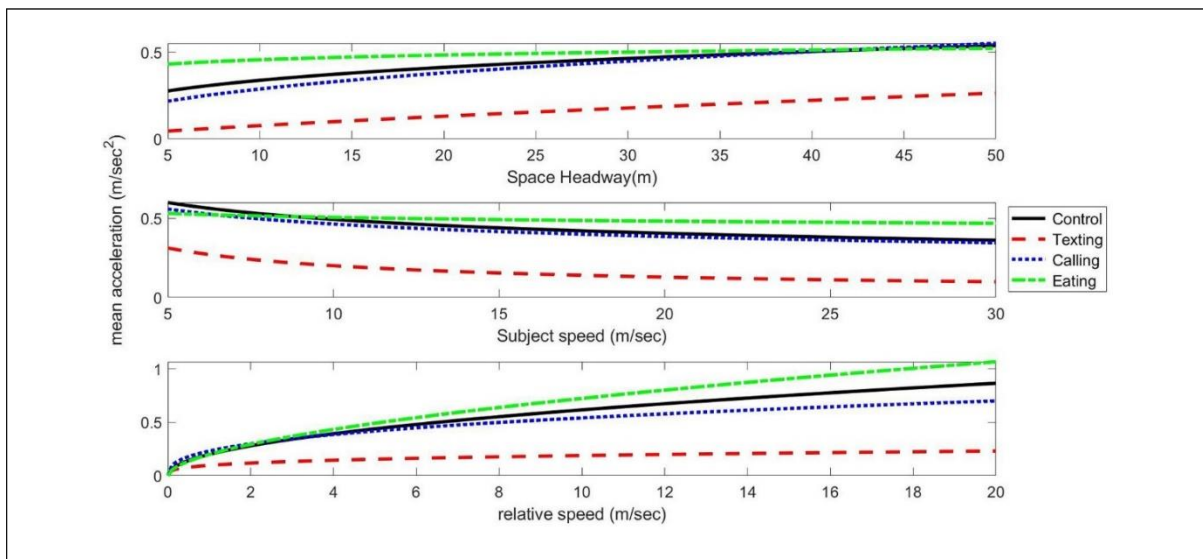 mean acceleration (m/sec2)
0.5
0
5 10 15 20 25 30 35 40 45 50
Space Headway(m)
0.5
0
5 10 15 20 25 30
Subject speed (m/sec)
1
0.5
0
0 2 4 6 8 10 12 14 16 18 20
relative speed (m/sec)
Control
Texting
Calling
Eating